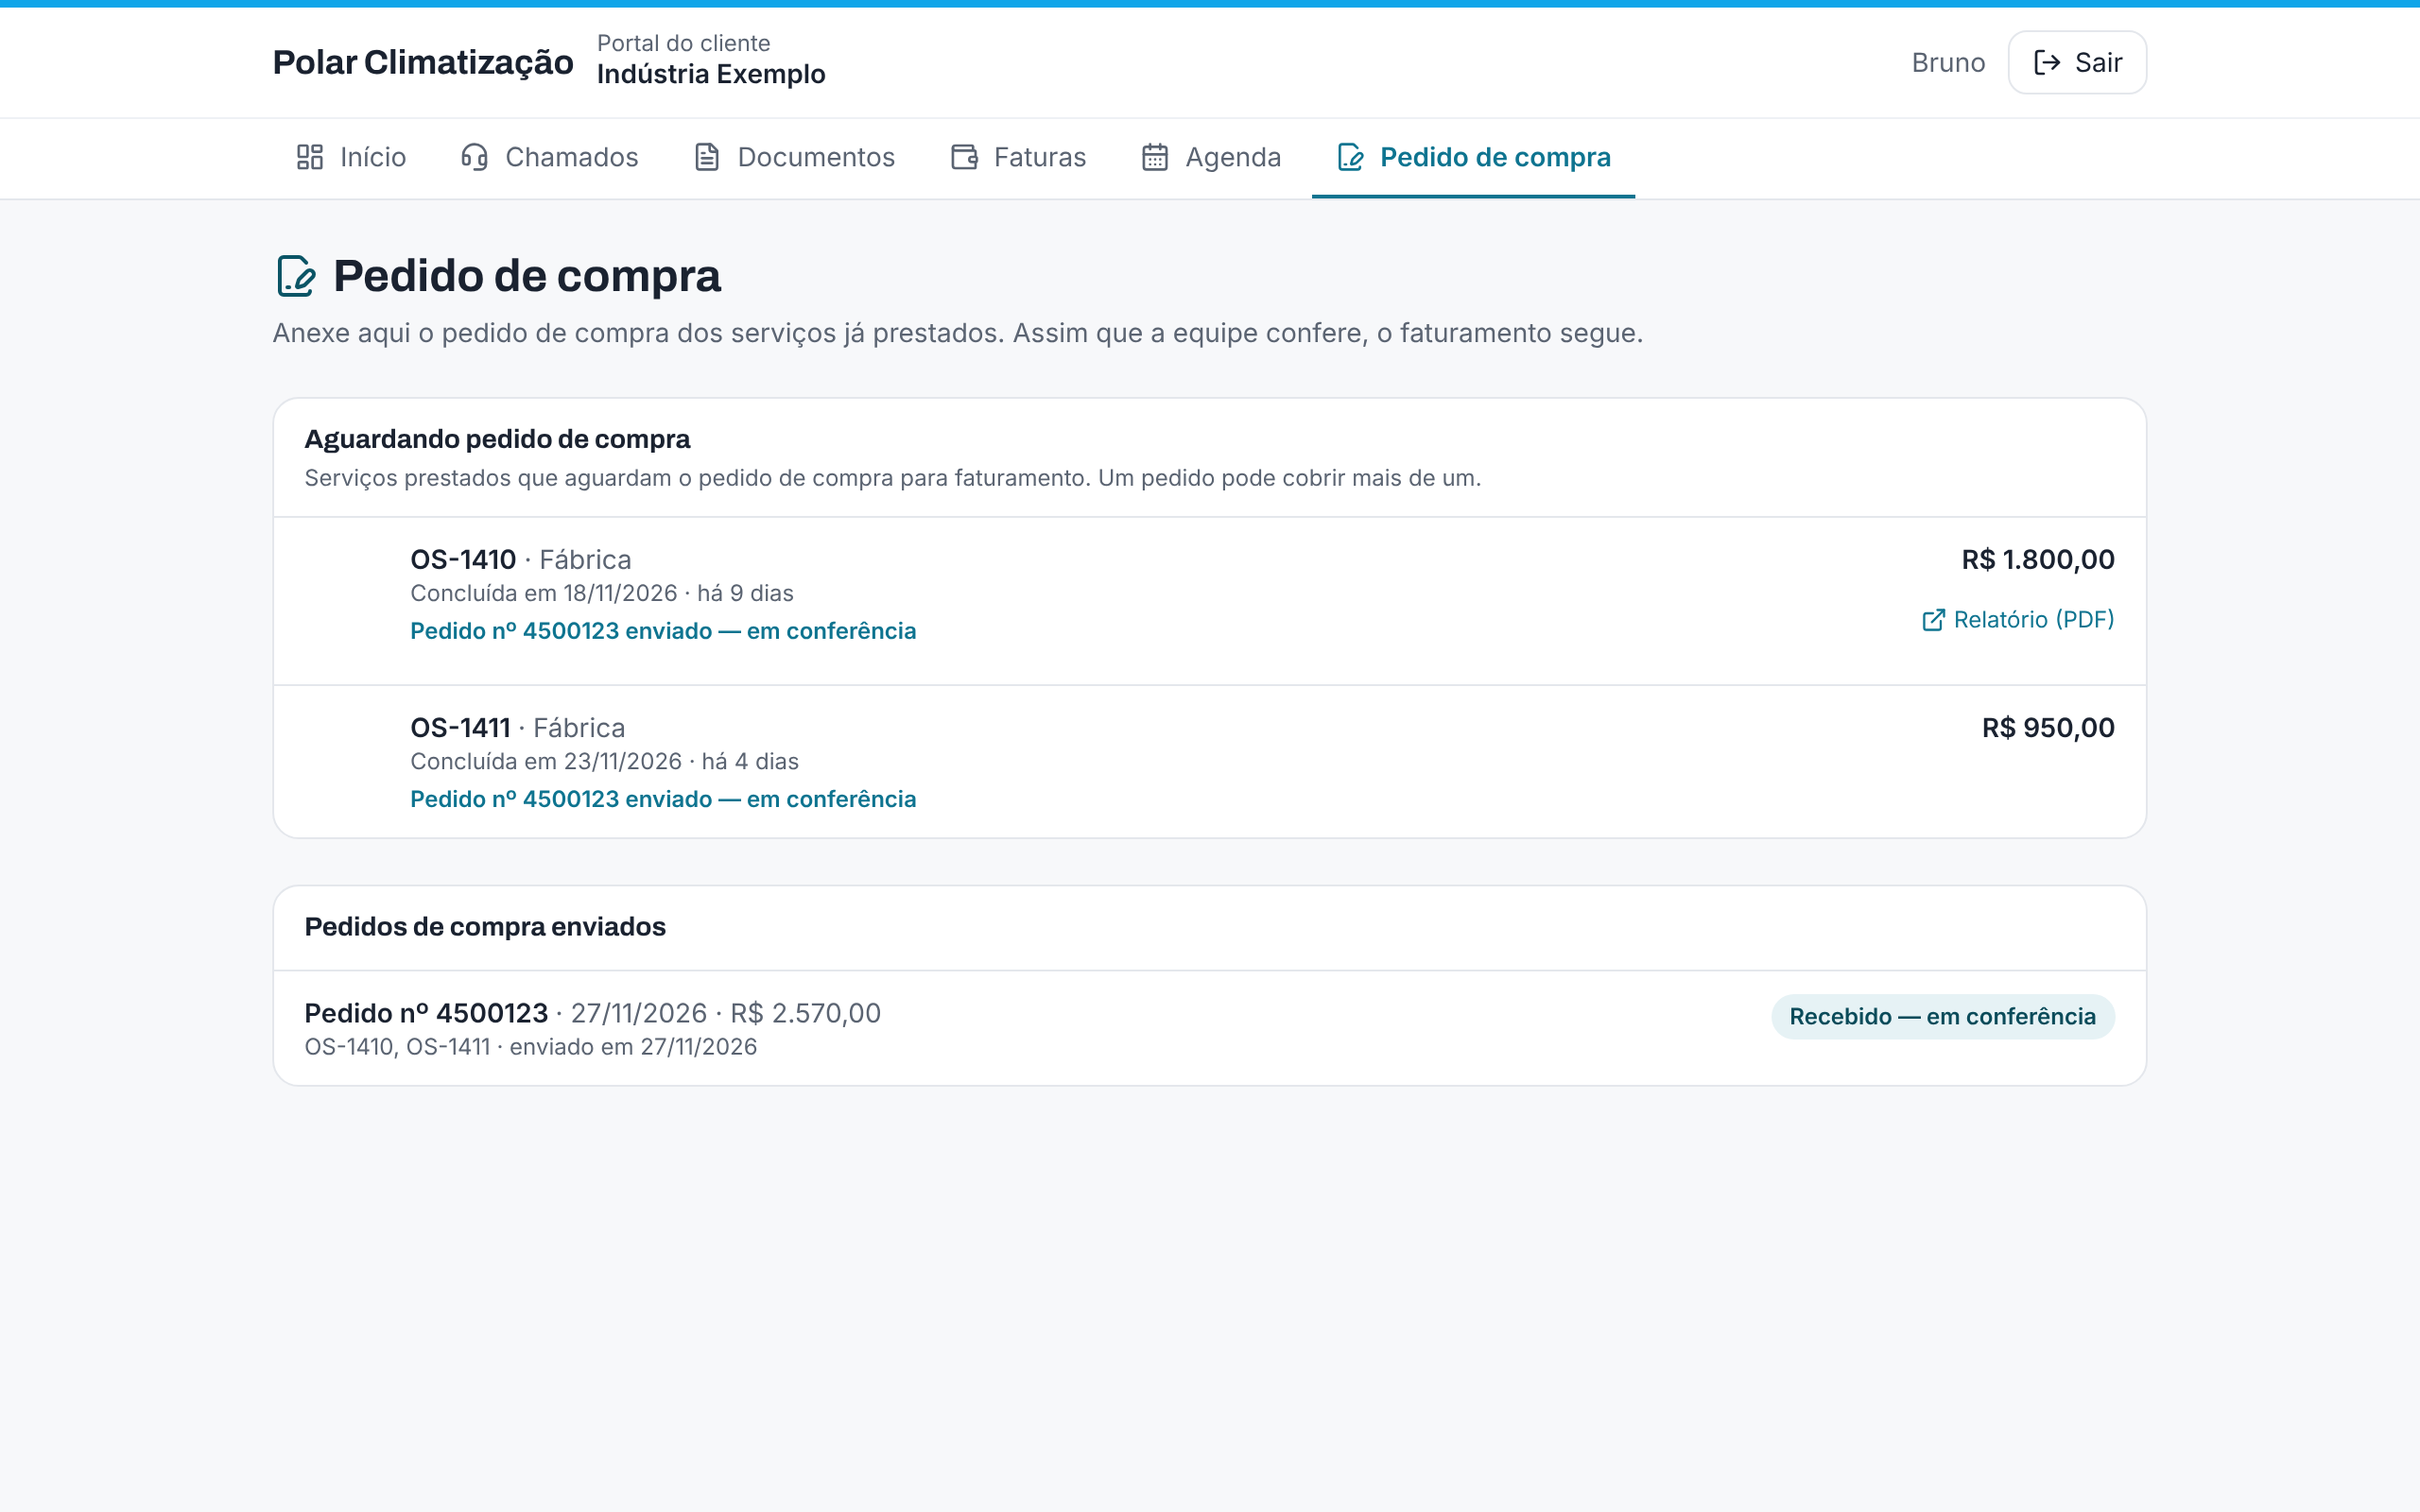 Polar Climatização
Portal do cliente
Indústria Exemplo
Bruno
Sair
Início
Chamados
Documentos
Faturas
Agenda
Pedido de compra
Pedido de compra
Anexe aqui o pedido de compra dos serviços já prestados. Assim que a equipe confere, o faturamento segue.
Aguardando pedido de compra
Serviços prestados que aguardam o pedido de compra para faturamento. Um pedido pode cobrir mais de um.
OS-1410 · Fábrica
R$ 1.800,00
Concluída em 18/11/2026 · há 9 dias
Relatório (PDF)
Pedido nº 4500123 enviado — em conferência
OS-1411 · Fábrica
R$ 950,00
Concluída em 23/11/2026 · há 4 dias
Pedido nº 4500123 enviado — em conferência
Pedidos de compra enviados
Pedido nº 4500123 · 27/11/2026 · R$ 2.570,00
Recebido — em conferência
OS-1410, OS-1411 · enviado em 27/11/2026